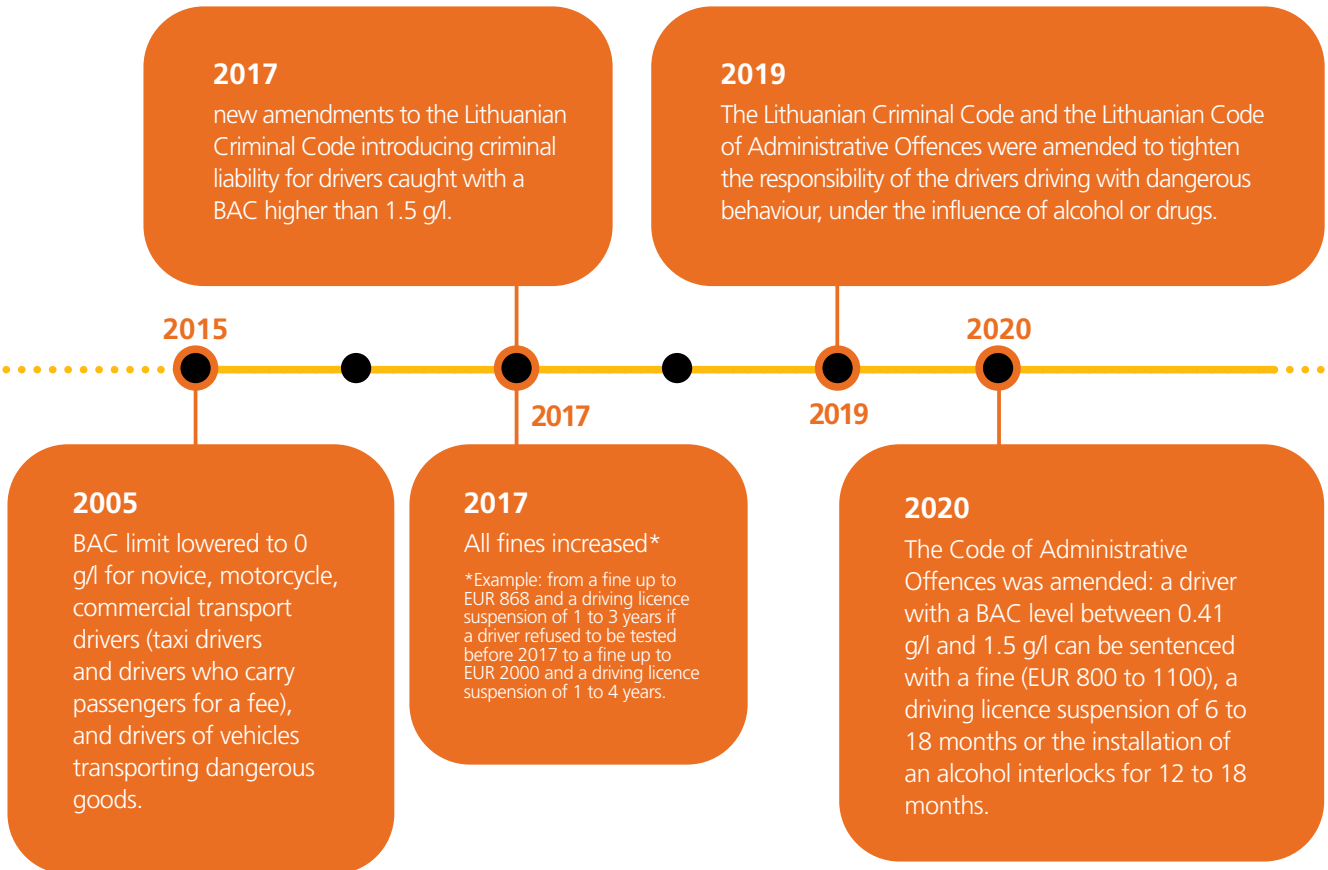 2017
new amendments to the Lithuanian
Criminal Code introducing criminal
liability for drivers caught with a
BAC higher than 1.5 g/l.
2019
The Lithuanian Criminal Code and the Lithuanian Code
of Administrative Offences were amended to tighten
the responsibility of the drivers driving with dangerous
behaviour, under the influence of alcohol or drugs.
2015
2020
2017
2019
2005
BAC limit lowered to 0
g/l for novice, motorcycle,
commercial transport
drivers (taxi drivers
and drivers who carry
passengers for a fee),
and drivers of vehicles
transporting dangerous
goods.
2017
All fines increased*
*Example: from a fine up to
EUR 868 and a driving licence
suspension of 1 to 3 years if
a driver refused to be tested
before 2017 to a fine up to
EUR 2000 and a driving licence
suspension of 1 to 4 years.
2020
The Code of Administrative
Offences was amended: a driver
with a BAC level between 0.41
g/l and 1.5 g/l can be sentenced
with a fine (EUR 800 to 1100), a
driving licence suspension of 6 to
18 months or the installation of
an alcohol interlocks for 12 to 18
months.